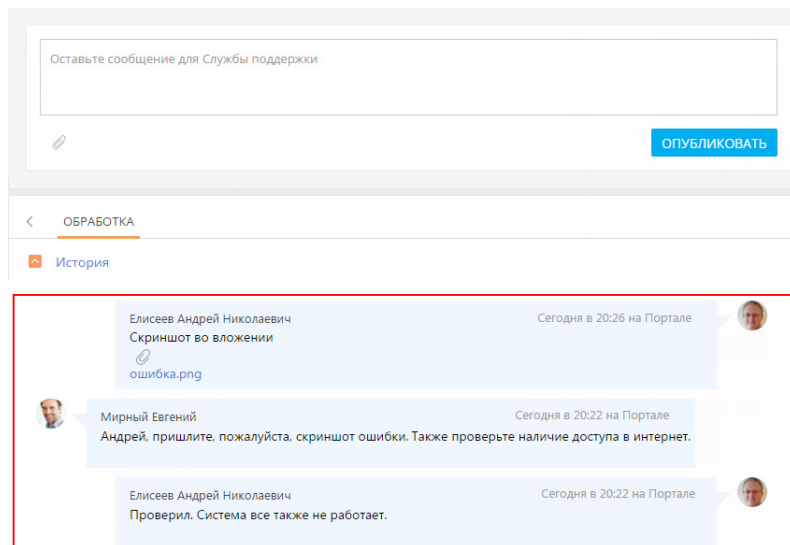 Оставьте сообщение для Службы поддержки
ОПУБЛИКОВАТЬ
ОБРАБОТКА
История
Елисеев Андрей Николаевич
Сегодня в 20:26 на Портале
Скриншот во вложении
ошибка.png
Мирный Евгений
Сегодня в 20:22 на Портале
Андрей, пришлите, пожалуйста, скриншот ошибки. Также проверьте наличие доступа в интернет.
Елисеев Андрей Николаевич
Сегодня в 20:22 на Портале
Проверил. Система все также не работает.